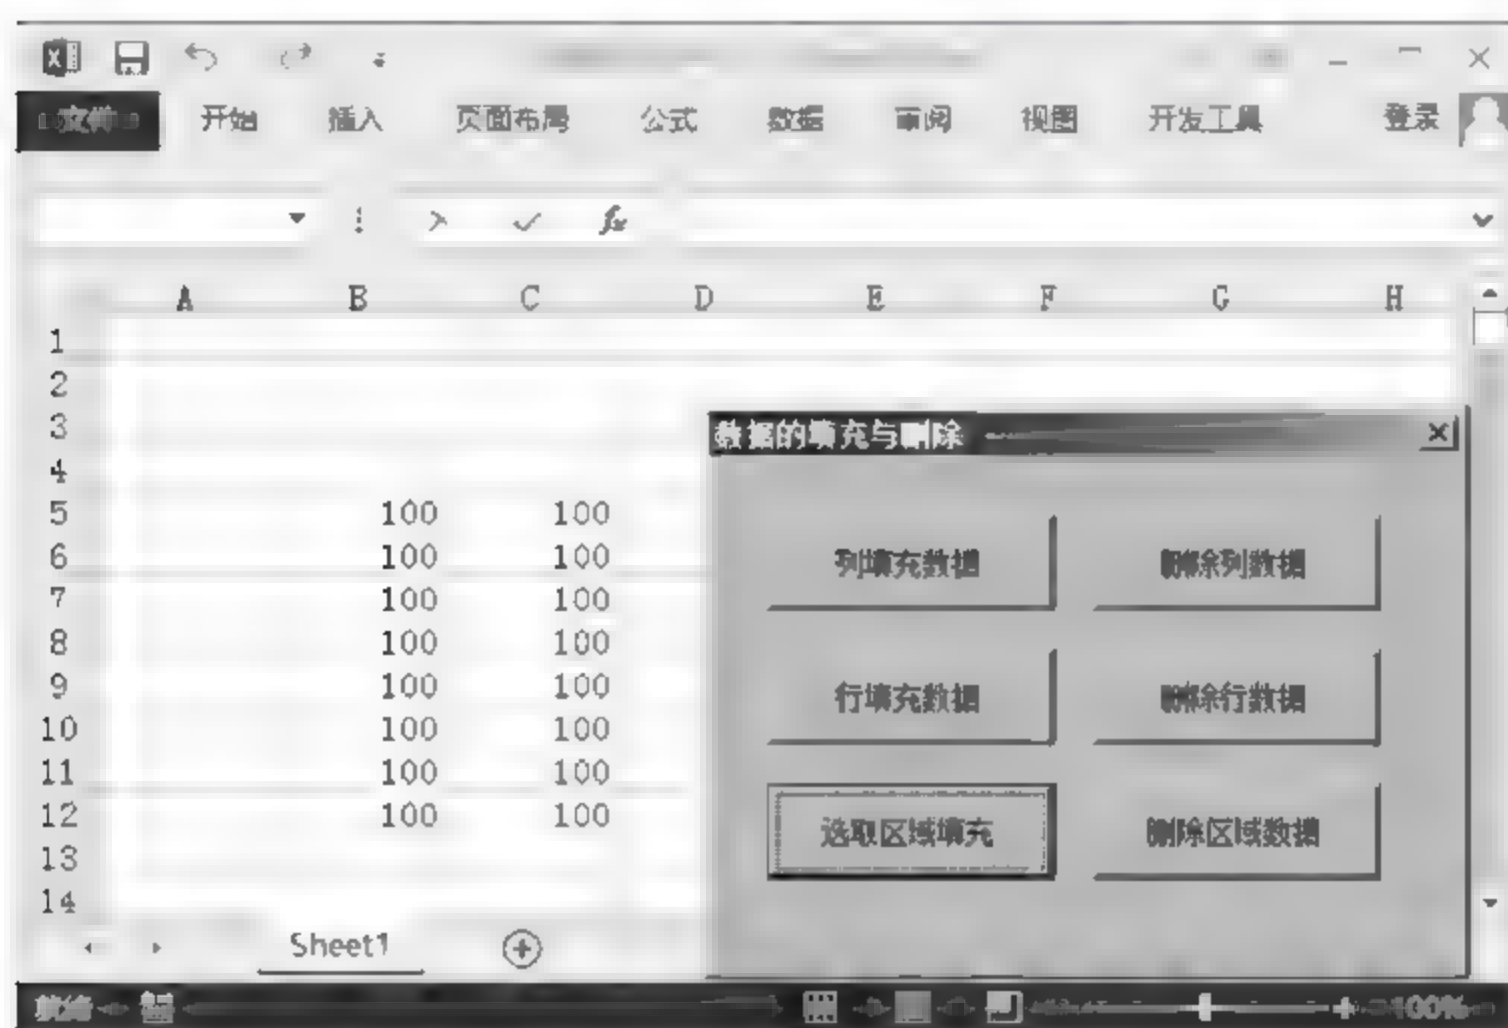 文件 开始 插入 页面布局 公式 数据 审阅 视图 开发工具 登录
fx
A B C D E F G H
1
2
3
4
5 100 100
6 100 100
7 100 100
8 100 100
9 100 100
10 100 100
11 100 100
12 100 100
13
14
数据的填充与删除
列填充数据 删除列数据
行填充数据 删除行数据
选取区域填充 删除区域数据
Sheet1
就绪 100%